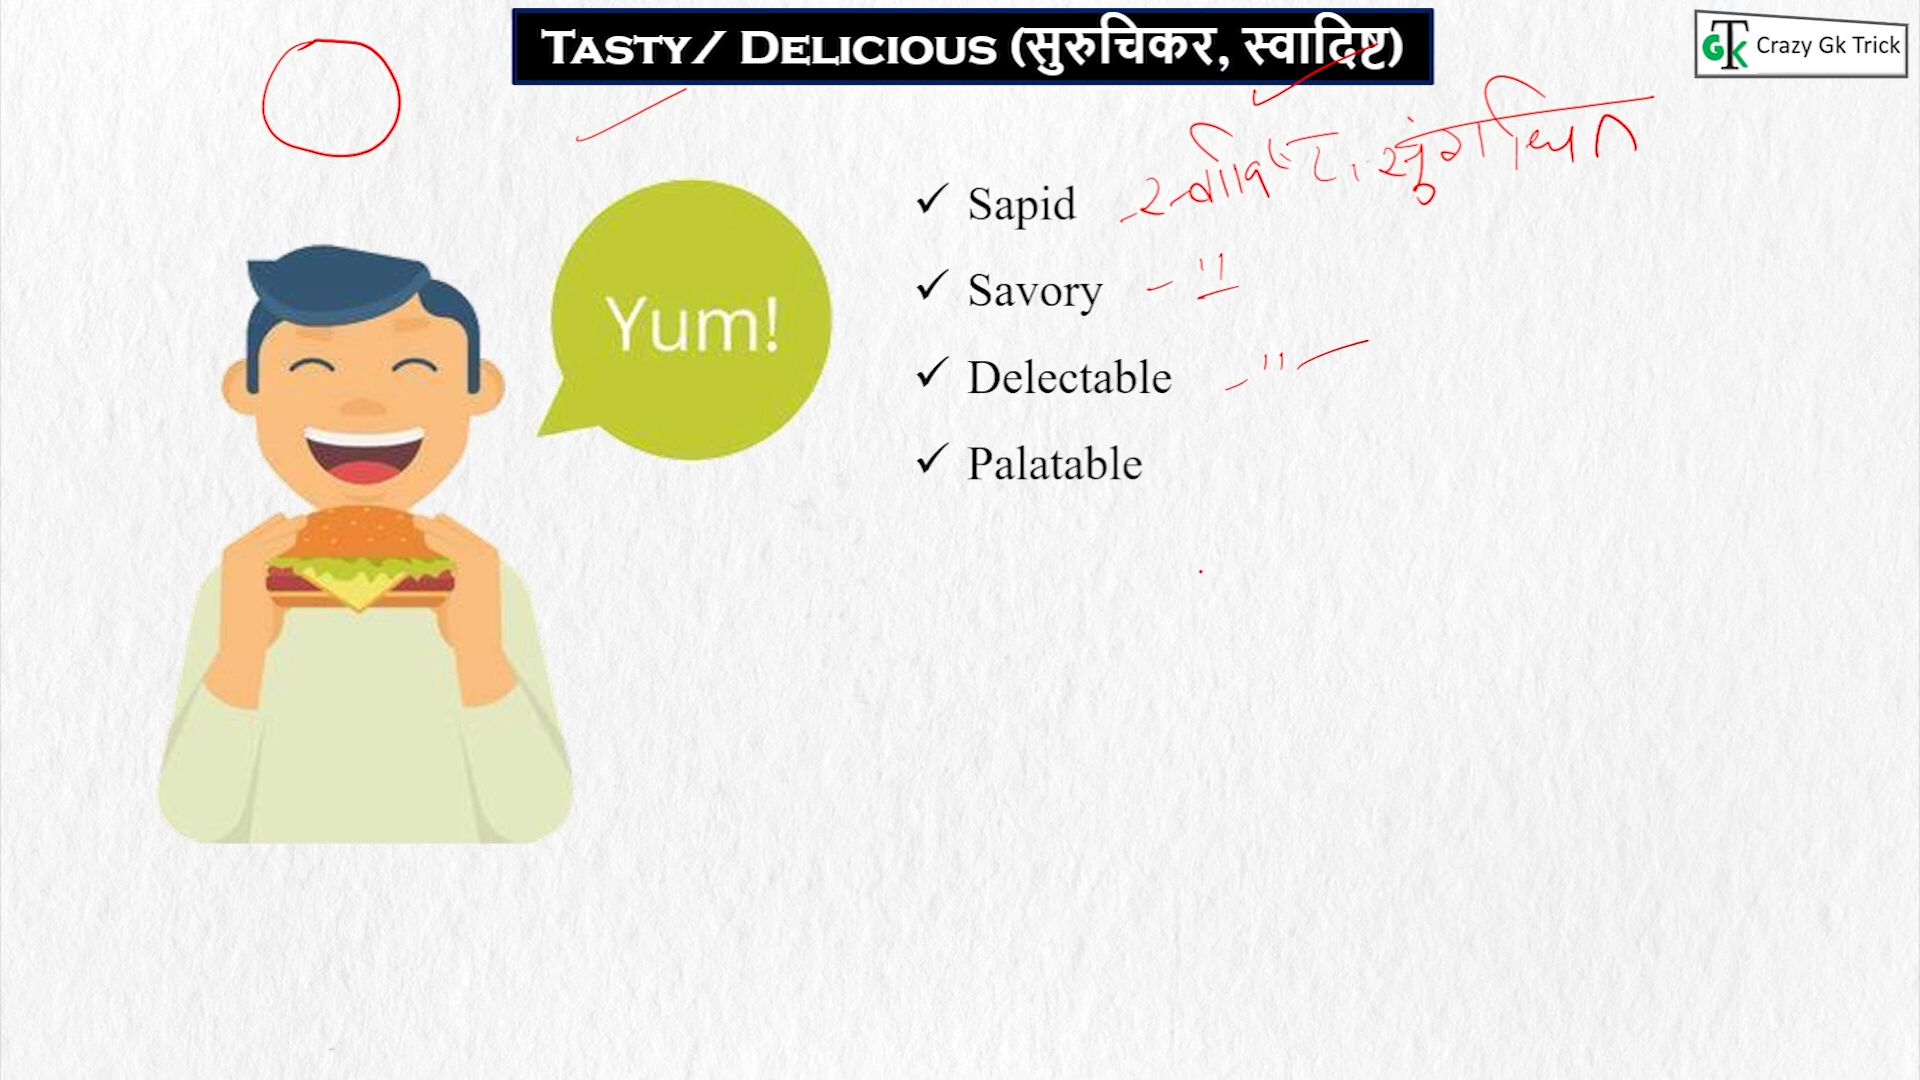 TASTY/ DELICIOUS (सुरुचिकर, स्वादिष्ट)
Crazy Gk Trick
Yum!
✓ Sapid - स्वादिष्ट, सुगंधित
✓ Savory - "
✓ Delectable - "
✓ Palatable